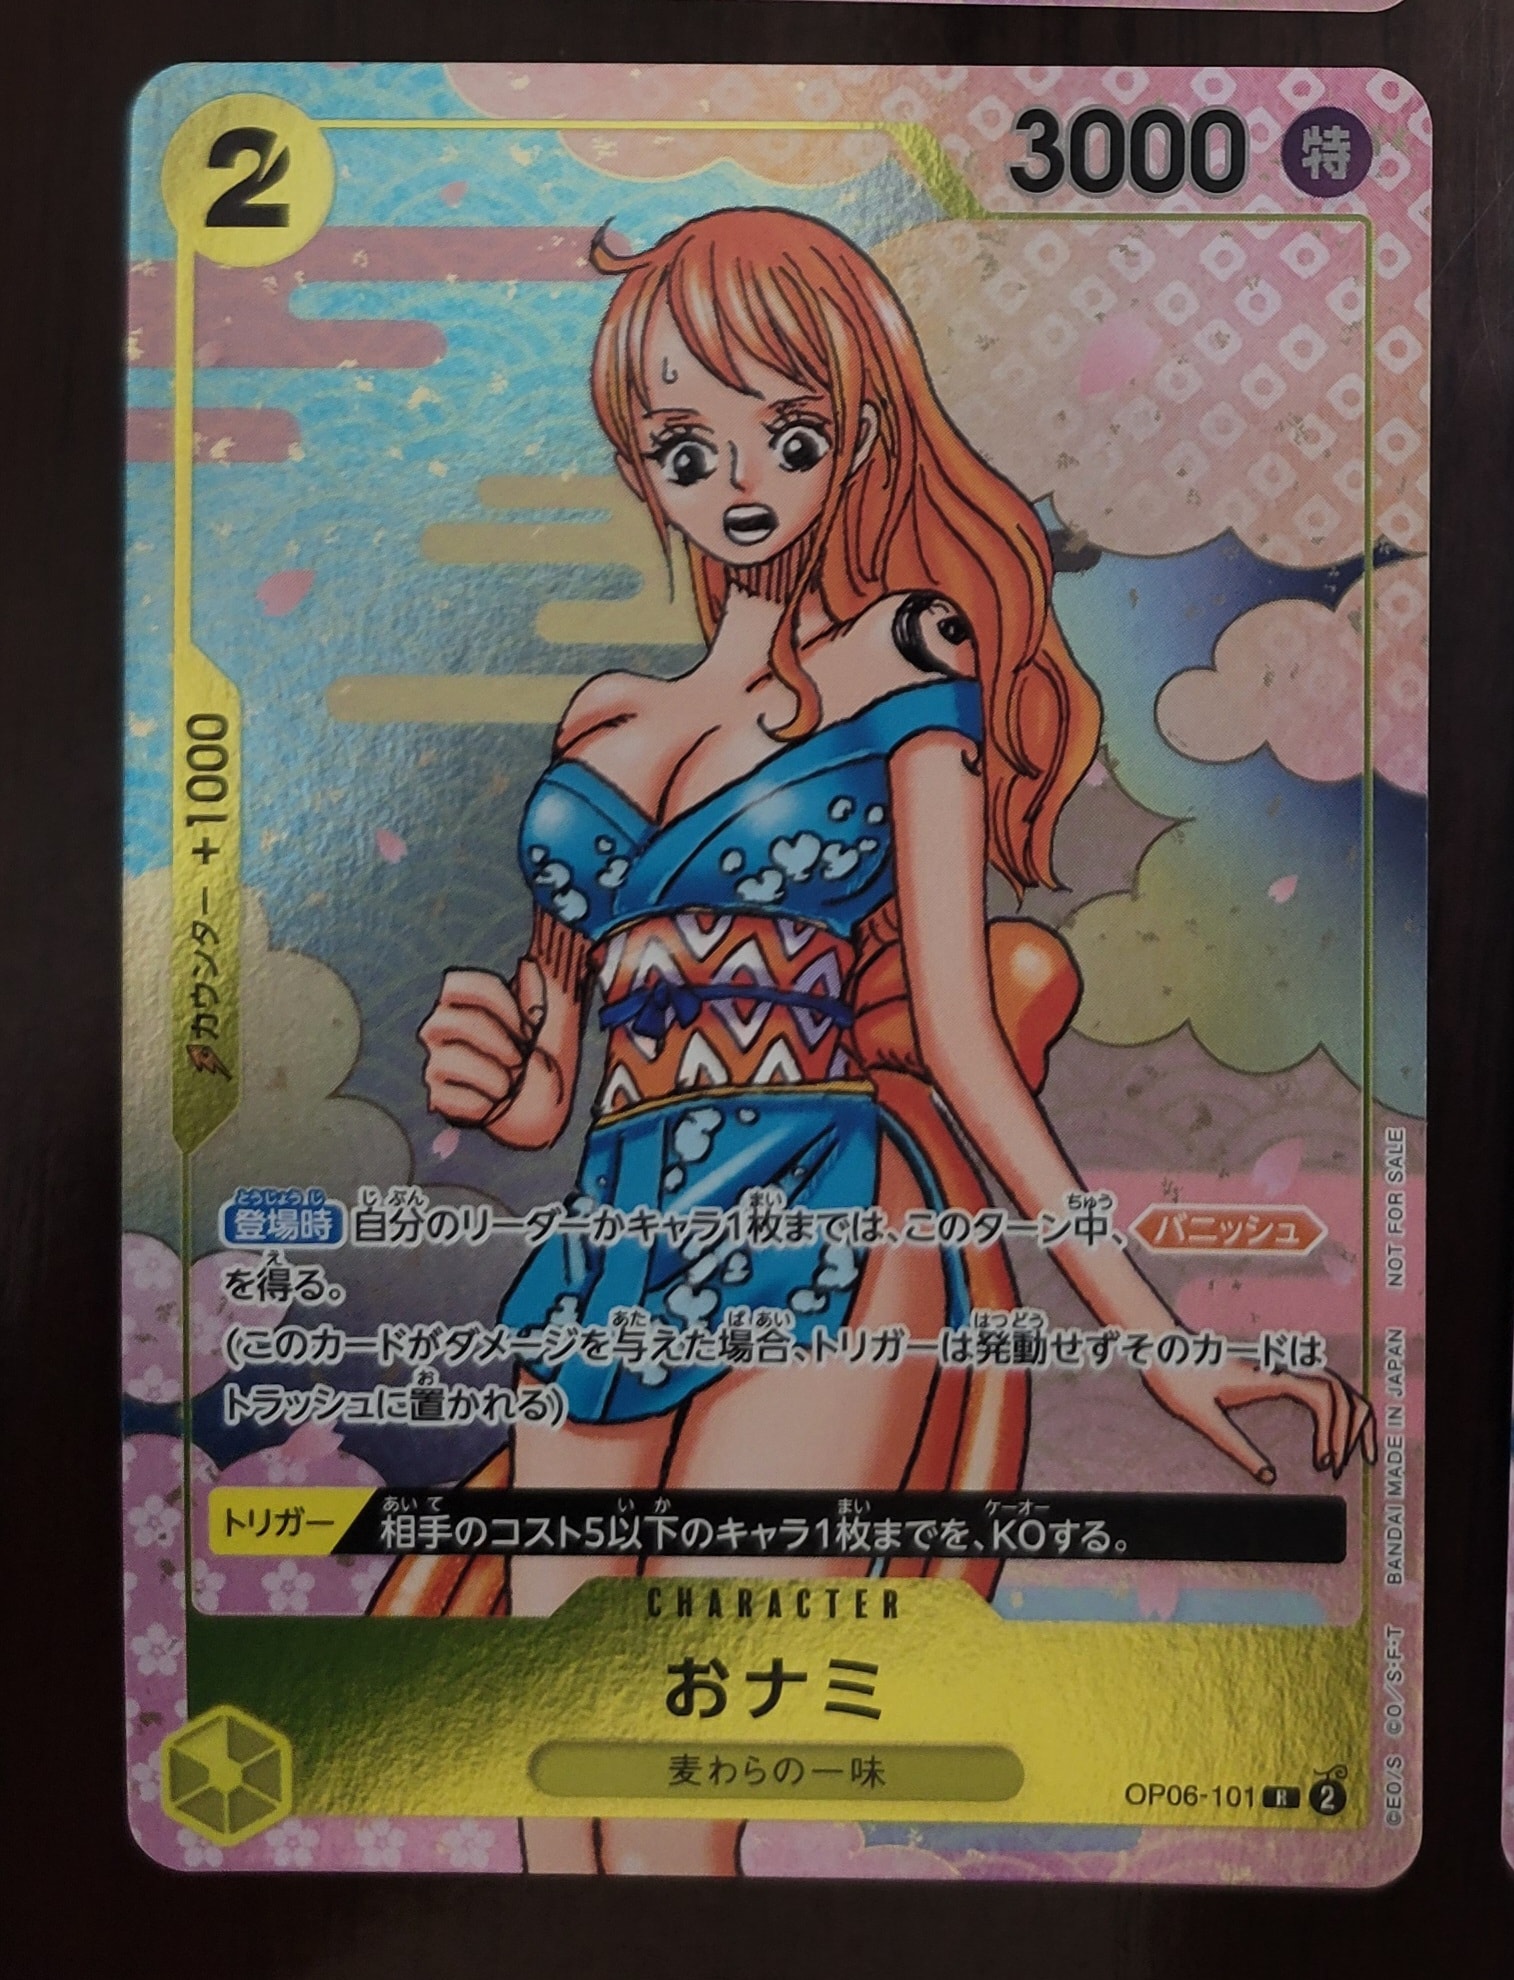 2
3000
特
カウンター +1000
登場時 自分のリーダーかキャラ1枚までは、このターン中、バニッシュ
を得る。
(このカードがダメージを与えた場合、トリガーは発動せずそのカードは
トラッシュに置かれる)
トリガー 相手のコスト5以下のキャラ1枚までを、KOする。
CHARACTER
おナミ
麦わらの一味
OP06-101 R 2
©EO/S ©O/S・F・T BANDAI MADE IN JAPAN NOT FOR SALE